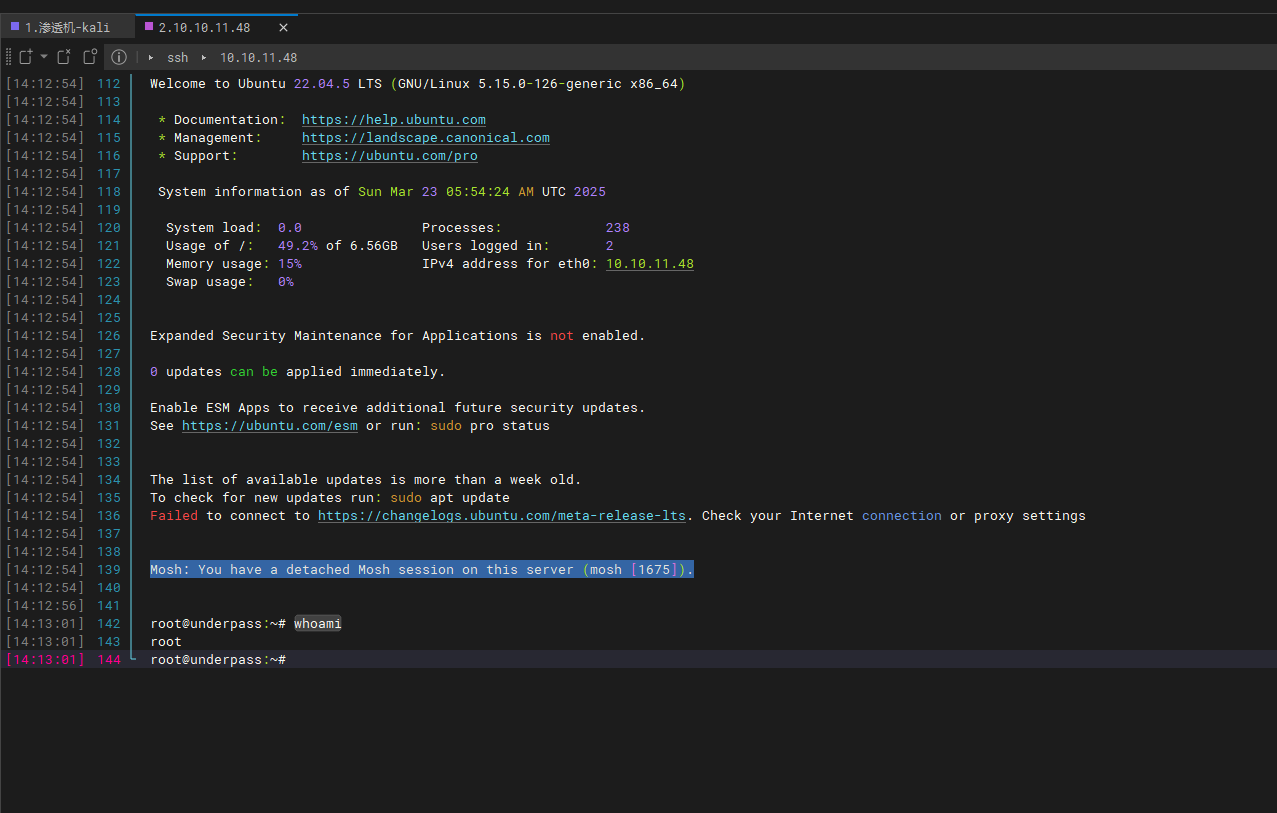 1.渗透机-kali 2.10.10.11.48
ssh 10.10.11.48
[14:12:54] 112 Welcome to Ubuntu 22.04.5 LTS (GNU/Linux 5.15.0-126-generic x86_64)
[14:12:54] 113
[14:12:54] 114 * Documentation: https://help.ubuntu.com
[14:12:54] 115 * Management: https://landscape.canonical.com
[14:12:54] 116 * Support: https://ubuntu.com/pro
[14:12:54] 117
[14:12:54] 118 System information as of Sun Mar 23 05:54:24 AM UTC 2025
[14:12:54] 119
[14:12:54] 120 System load: 0.0 Processes: 238
[14:12:54] 121 Usage of /: 49.2% of 6.56GB Users logged in: 2
[14:12:54] 122 Memory usage: 15% IPv4 address for eth0: 10.10.11.48
[14:12:54] 123 Swap usage: 0%
[14:12:54] 124
[14:12:54] 125
[14:12:54] 126 Expanded Security Maintenance for Applications is not enabled.
[14:12:54] 127
[14:12:54] 128 0 updates can be applied immediately.
[14:12:54] 129
[14:12:54] 130 Enable ESM Apps to receive additional future security updates.
[14:12:54] 131 See https://ubuntu.com/esm or run: sudo pro status
[14:12:54] 132
[14:12:54] 133
[14:12:54] 134 The list of available updates is more than a week old.
[14:12:54] 135 To check for new updates run: sudo apt update
[14:12:54] 136 Failed to connect to https://changelogs.ubuntu.com/meta-release-lts. Check your Internet connection or proxy settings
[14:12:54] 137
[14:12:54] 138
[14:12:54] 139 Mosh: You have a detached Mosh session on this server (mosh [1675]).
[14:12:54] 140
[14:12:56] 141
[14:13:01] 142 root@underpass:~# whoami
[14:13:01] 143 root
[14:13:01] 144 root@underpass:~#